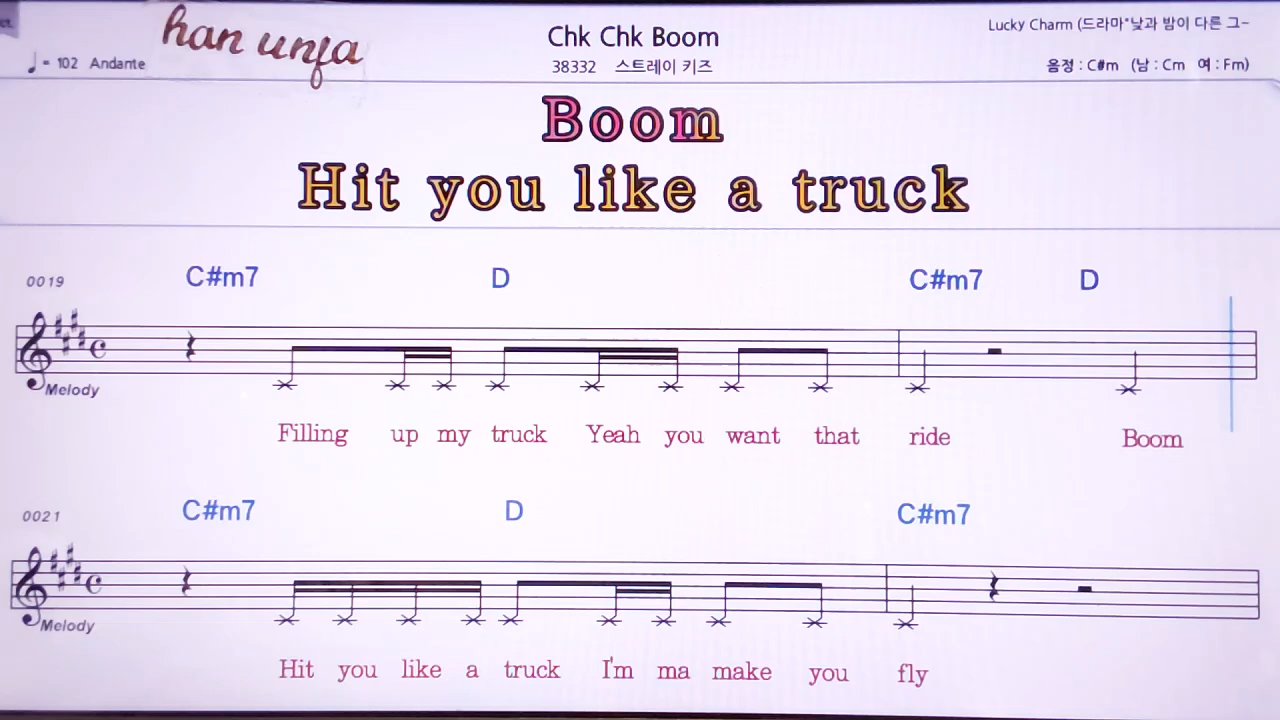 ct.
han unfa
Chk Chk Boom
Lucky Charm (드라마"낮과 밤이 다른 그-
= 102 Andante
38332 스트레이 키즈
음정 : C#m (남 : Cm 여 : Fm)
Boom
Hit you like a truck
0019 C#m7 D C#m7 D
Melody
Filling up my truck Yeah you want that ride Boom
0021 C#m7 D C#m7
Melody
Hit you like a truck I'm ma make you fly